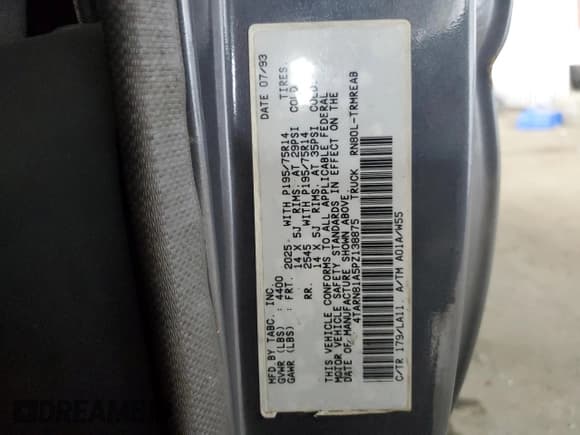 MFD BY TABC, INC. DATE 07/93
GVWR (LBS) : 4400
GAWR (LBS) : FRT. 2025 WITH P195/75R14 TIRES.
14 X 5J RIMS. AT 29PSI COLD.
RR. 2545 WITH P195/75R14
14 X 5J RIMS. AT 35PSI COLD.
THIS VEHICLE CONFORMS TO ALL APPLICABLE FEDERAL
MOTOR VEHICLE SAFETY STANDARDS IN EFFECT ON THE
DATE OF MANUFACTURE SHOWN ABOVE.
4TARN81A5PZ138875 TRUCK RN80L-TRMREAB
C/TR 179/LA11. A/TM A01A/W55
DREAMS